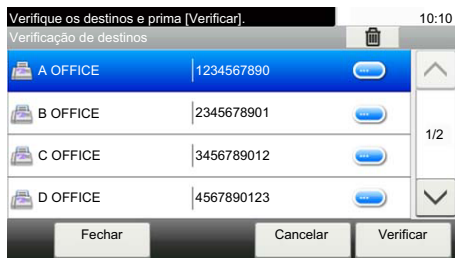 Verifique os destinos e prima [Verificar]. 10:10
Verificação de destinos
A OFFICE 1234567890
B OFFICE 2345678901
1/2
C OFFICE 3456789012
D OFFICE 4567890123
Fechar Cancelar Verificar